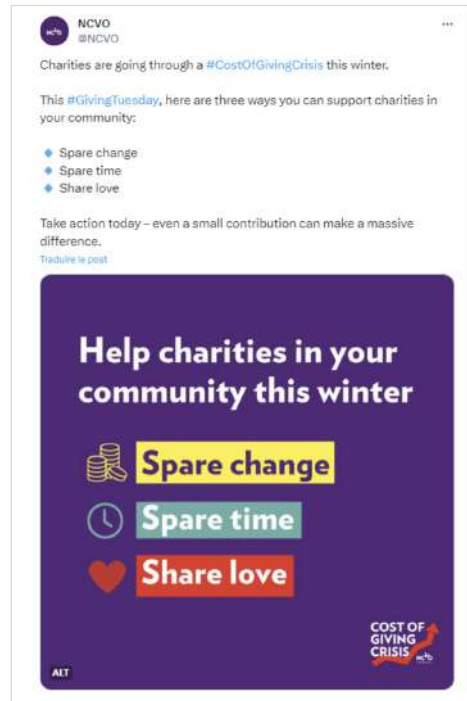 NCVO
@NCVO
Charities are going through a #CostOfGivingCrisis this winter.
This #GivingTuesday, here are three ways you can support charities in
your community:
Spare change
Spare time
Share love
Take action today – even a small contribution can make a massive
difference.
Traduire le post
Help charities in your
community this winter
Spare change
Spare time
Share love
COST OF
GIVING
CRISIS
ALT